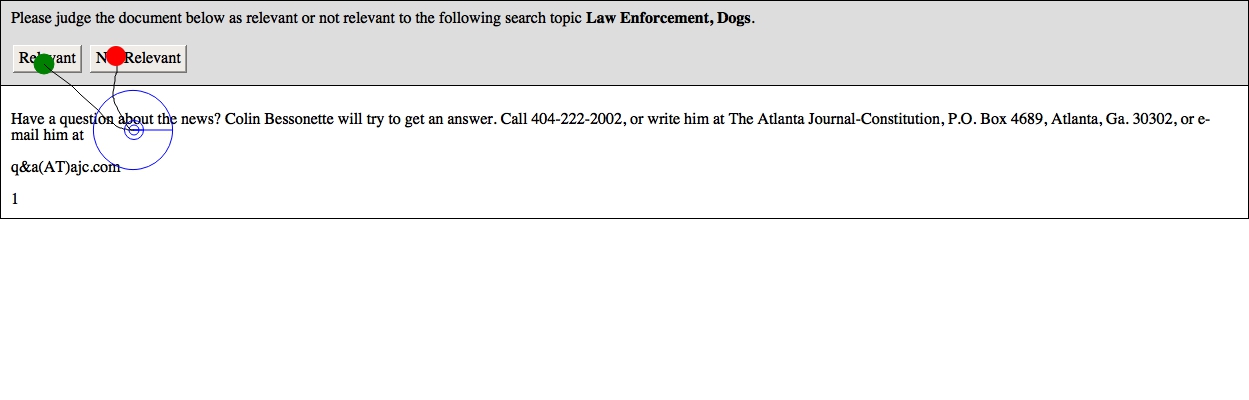 Please judge the document below as relevant or not relevant to the following search topic Law Enforcement, Dogs.
Relevant Not Relevant
Have a question about the news? Colin Bessonette will try to get an answer. Call 404-222-2002, or write him at The Atlanta Journal-Constitution, P.O. Box 4689, Atlanta, Ga. 30302, or e-
mail him at
q&a(AT)ajc.com
1